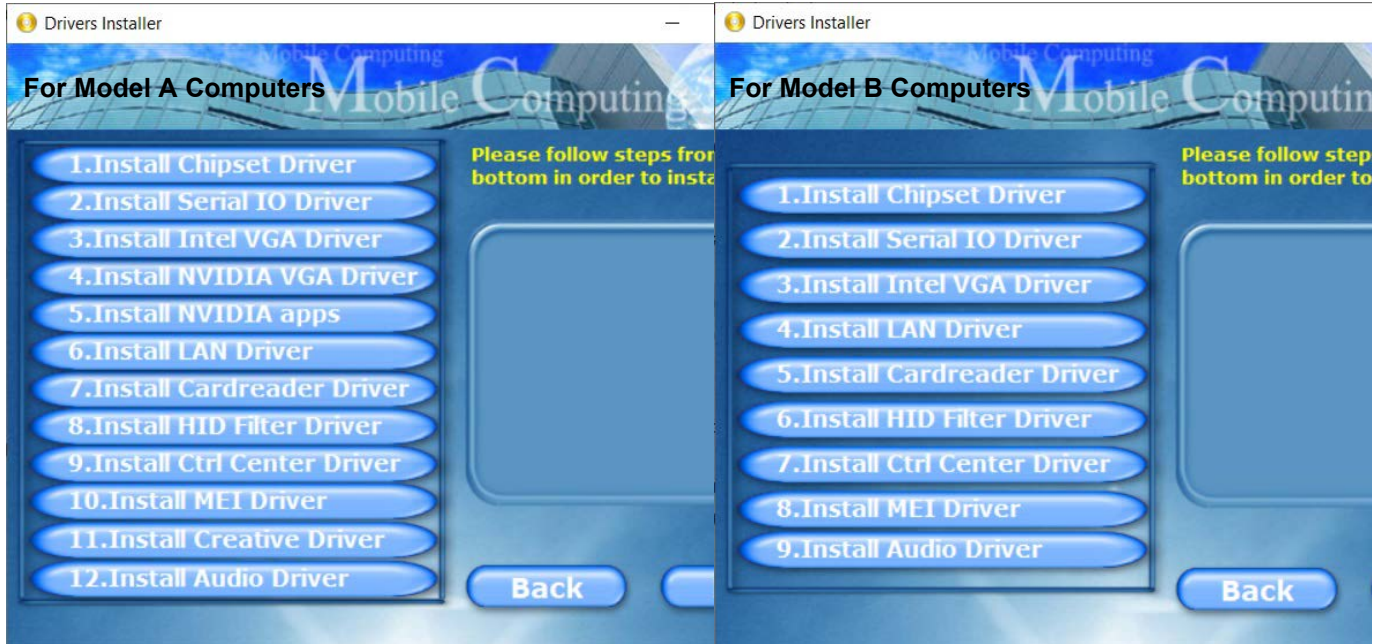 Drivers Installer
Mobile Computing
For Model A Computers
Mobile Computing
1.Install Chipset Driver
2.Install Serial IO Driver
3.Install Intel VGA Driver
4.Install NVIDIA VGA Driver
5.Install NVIDIA apps
6.Install LAN Driver
7.Install Cardreader Driver
8.Install HID Filter Driver
9.Install Ctrl Center Driver
10.Install MEI Driver
11.Install Creative Driver
12.Install Audio Driver
Please follow steps from
bottom in order to insta
Back
Drivers Installer
Mobile Computing
For Model B Computers
Mobile Computin
1.Install Chipset Driver
2.Install Serial IO Driver
3.Install Intel VGA Driver
4.Install LAN Driver
5.Install Cardreader Driver
6.Install HID Filter Driver
7.Install Ctrl Center Driver
8.Install MEI Driver
9.Install Audio Driver
Please follow step
bottom in order to
Back